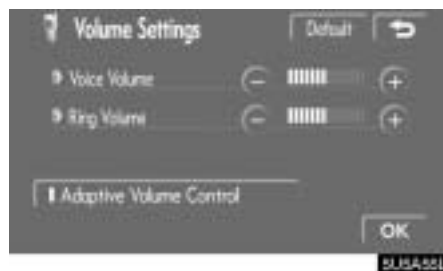 Volume Settings Default
Voice Volume - +
Ring Volume - +
Adaptive Volume Control
OK